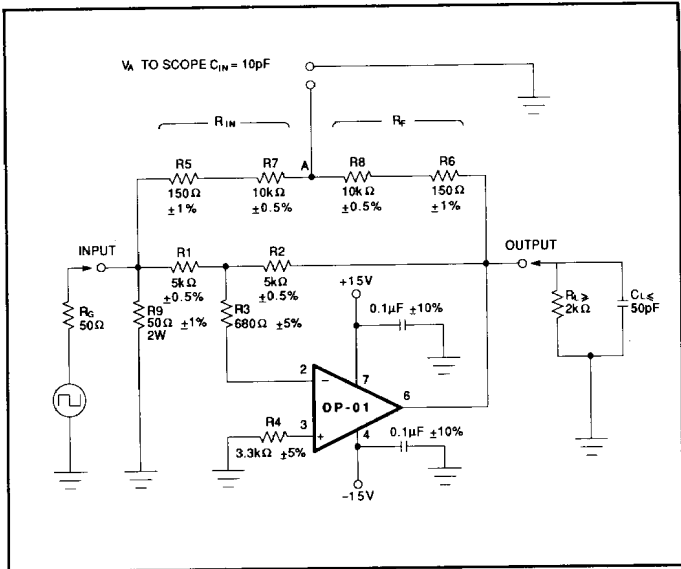 VA TO SCOPE CIN = 10pF
RIN
RF
A
R5
150Ω
±1%
R7
10kΩ
±0.5%
R8
10kΩ
±0.5%
R6
150Ω
±1%
INPUT
R1
5kΩ
±0.5%
R2
5kΩ
±0.5%
OUTPUT
RG
50Ω
R9
50Ω ±1%
2W
R3
680Ω ±5%
+15V
0.1µF ±10%
RL ≥
2kΩ
CL ≤
50pF
2
−
7
OP-01
6
3
+
4
R4
3.3kΩ ±5%
0.1µF ±10%
−15V